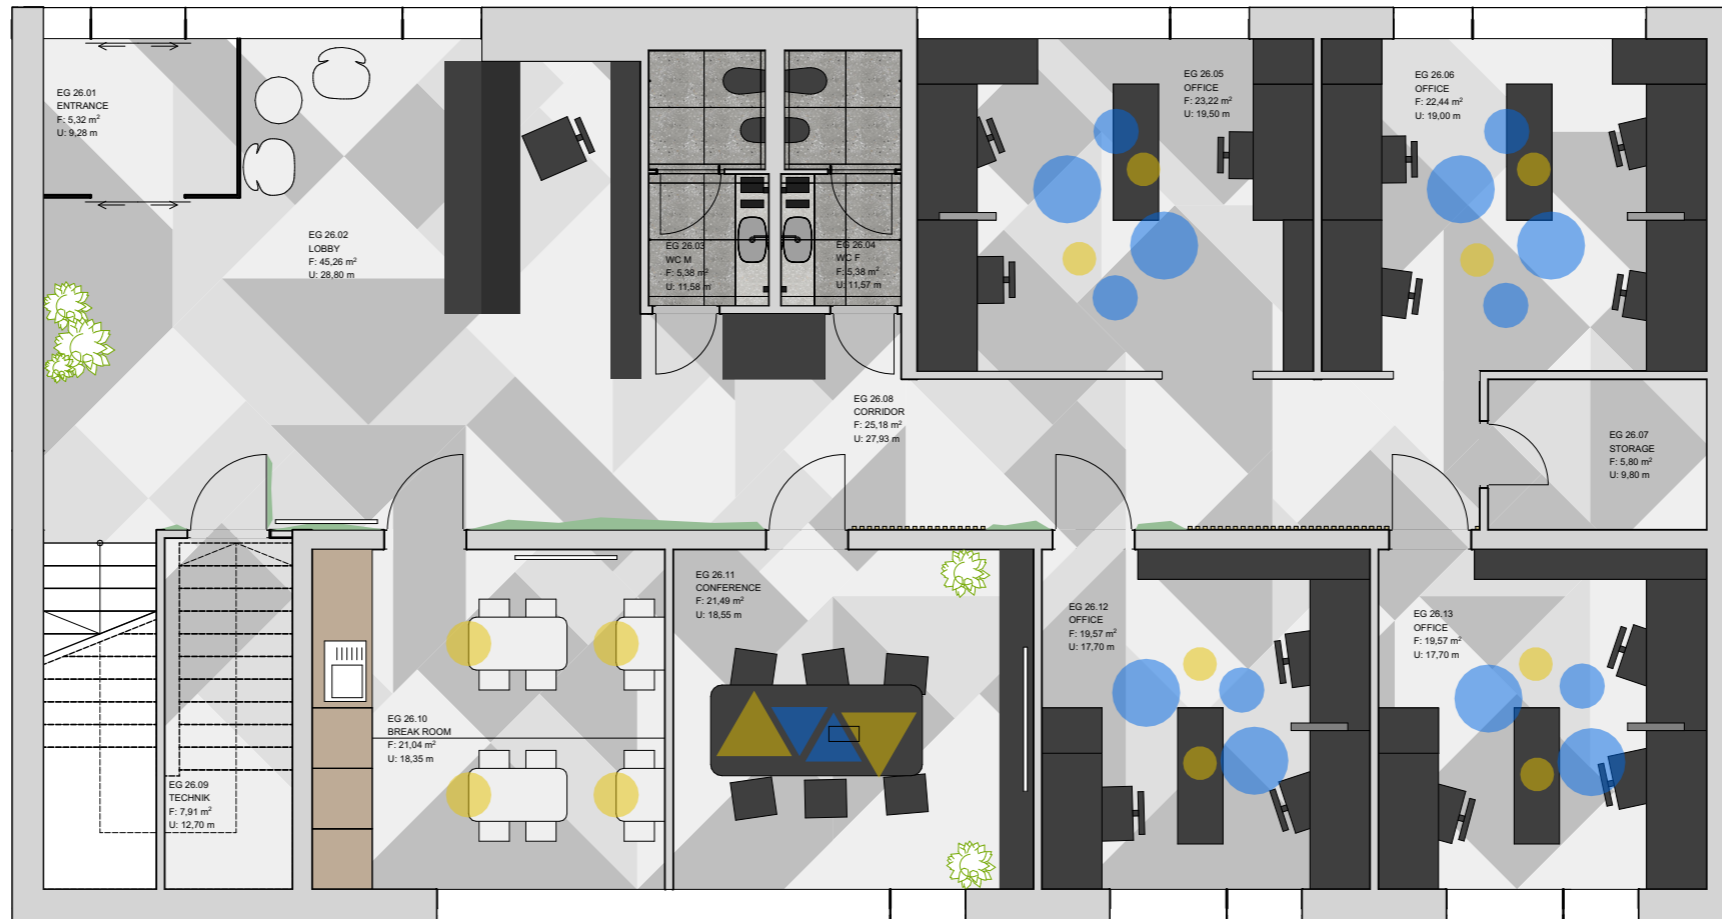 EG 26.01
ENTRANCE
F: 5,32 m²
U: 9,28 m
EG 26.02
LOBBY
F: 45,26 m²
U: 28,80 m
EG 26.03
WC M
F: 5,38 m²
U: 11,58 m
EG 26.04
WC F
F: 5,38 m²
U: 11,57 m
EG 26.05
OFFICE
F: 23,22 m²
U: 19,50 m
EG 26.06
OFFICE
F: 22,44 m²
U: 19,00 m
EG 26.07
STORAGE
F: 5,80 m²
U: 9,80 m
EG 26.08
CORRIDOR
F: 25,18 m²
U: 27,93 m
EG 26.09
TECHNIK
F: 7,91 m²
U: 12,70 m
EG 26.10
BREAK ROOM
F: 21,04 m²
U: 18,35 m
EG 26.11
CONFERENCE
F: 21,49 m²
U: 18,55 m
EG 26.12
OFFICE
F: 19,57 m²
U: 17,70 m
EG 26.13
OFFICE
F: 19,57 m²
U: 17,70 m